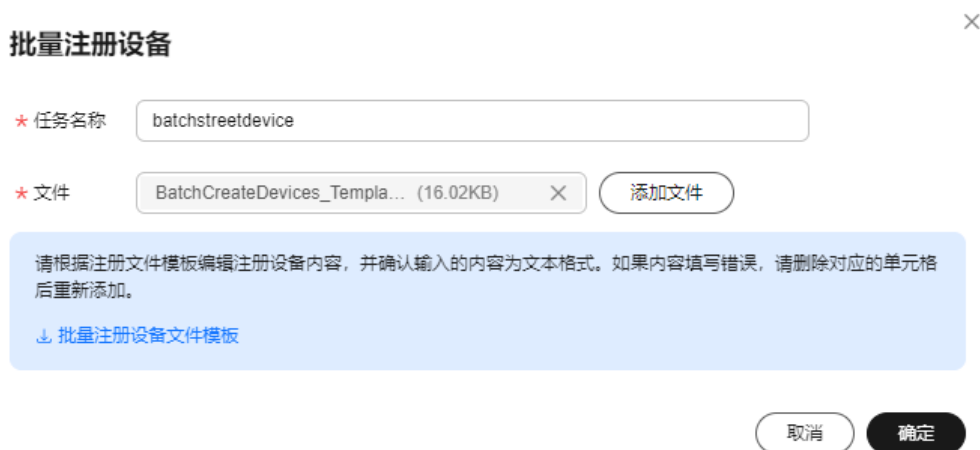 批量注册设备
* 任务名称 batchstreetdevice
* 文件 BatchCreateDevices_Templa... (16.02KB) 添加文件
请根据注册文件模板编辑注册设备内容，并确认输入的内容为文本格式。如果内容填写错误，请删除对应的单元格
后重新添加。
批量注册设备文件模板
取消 确定